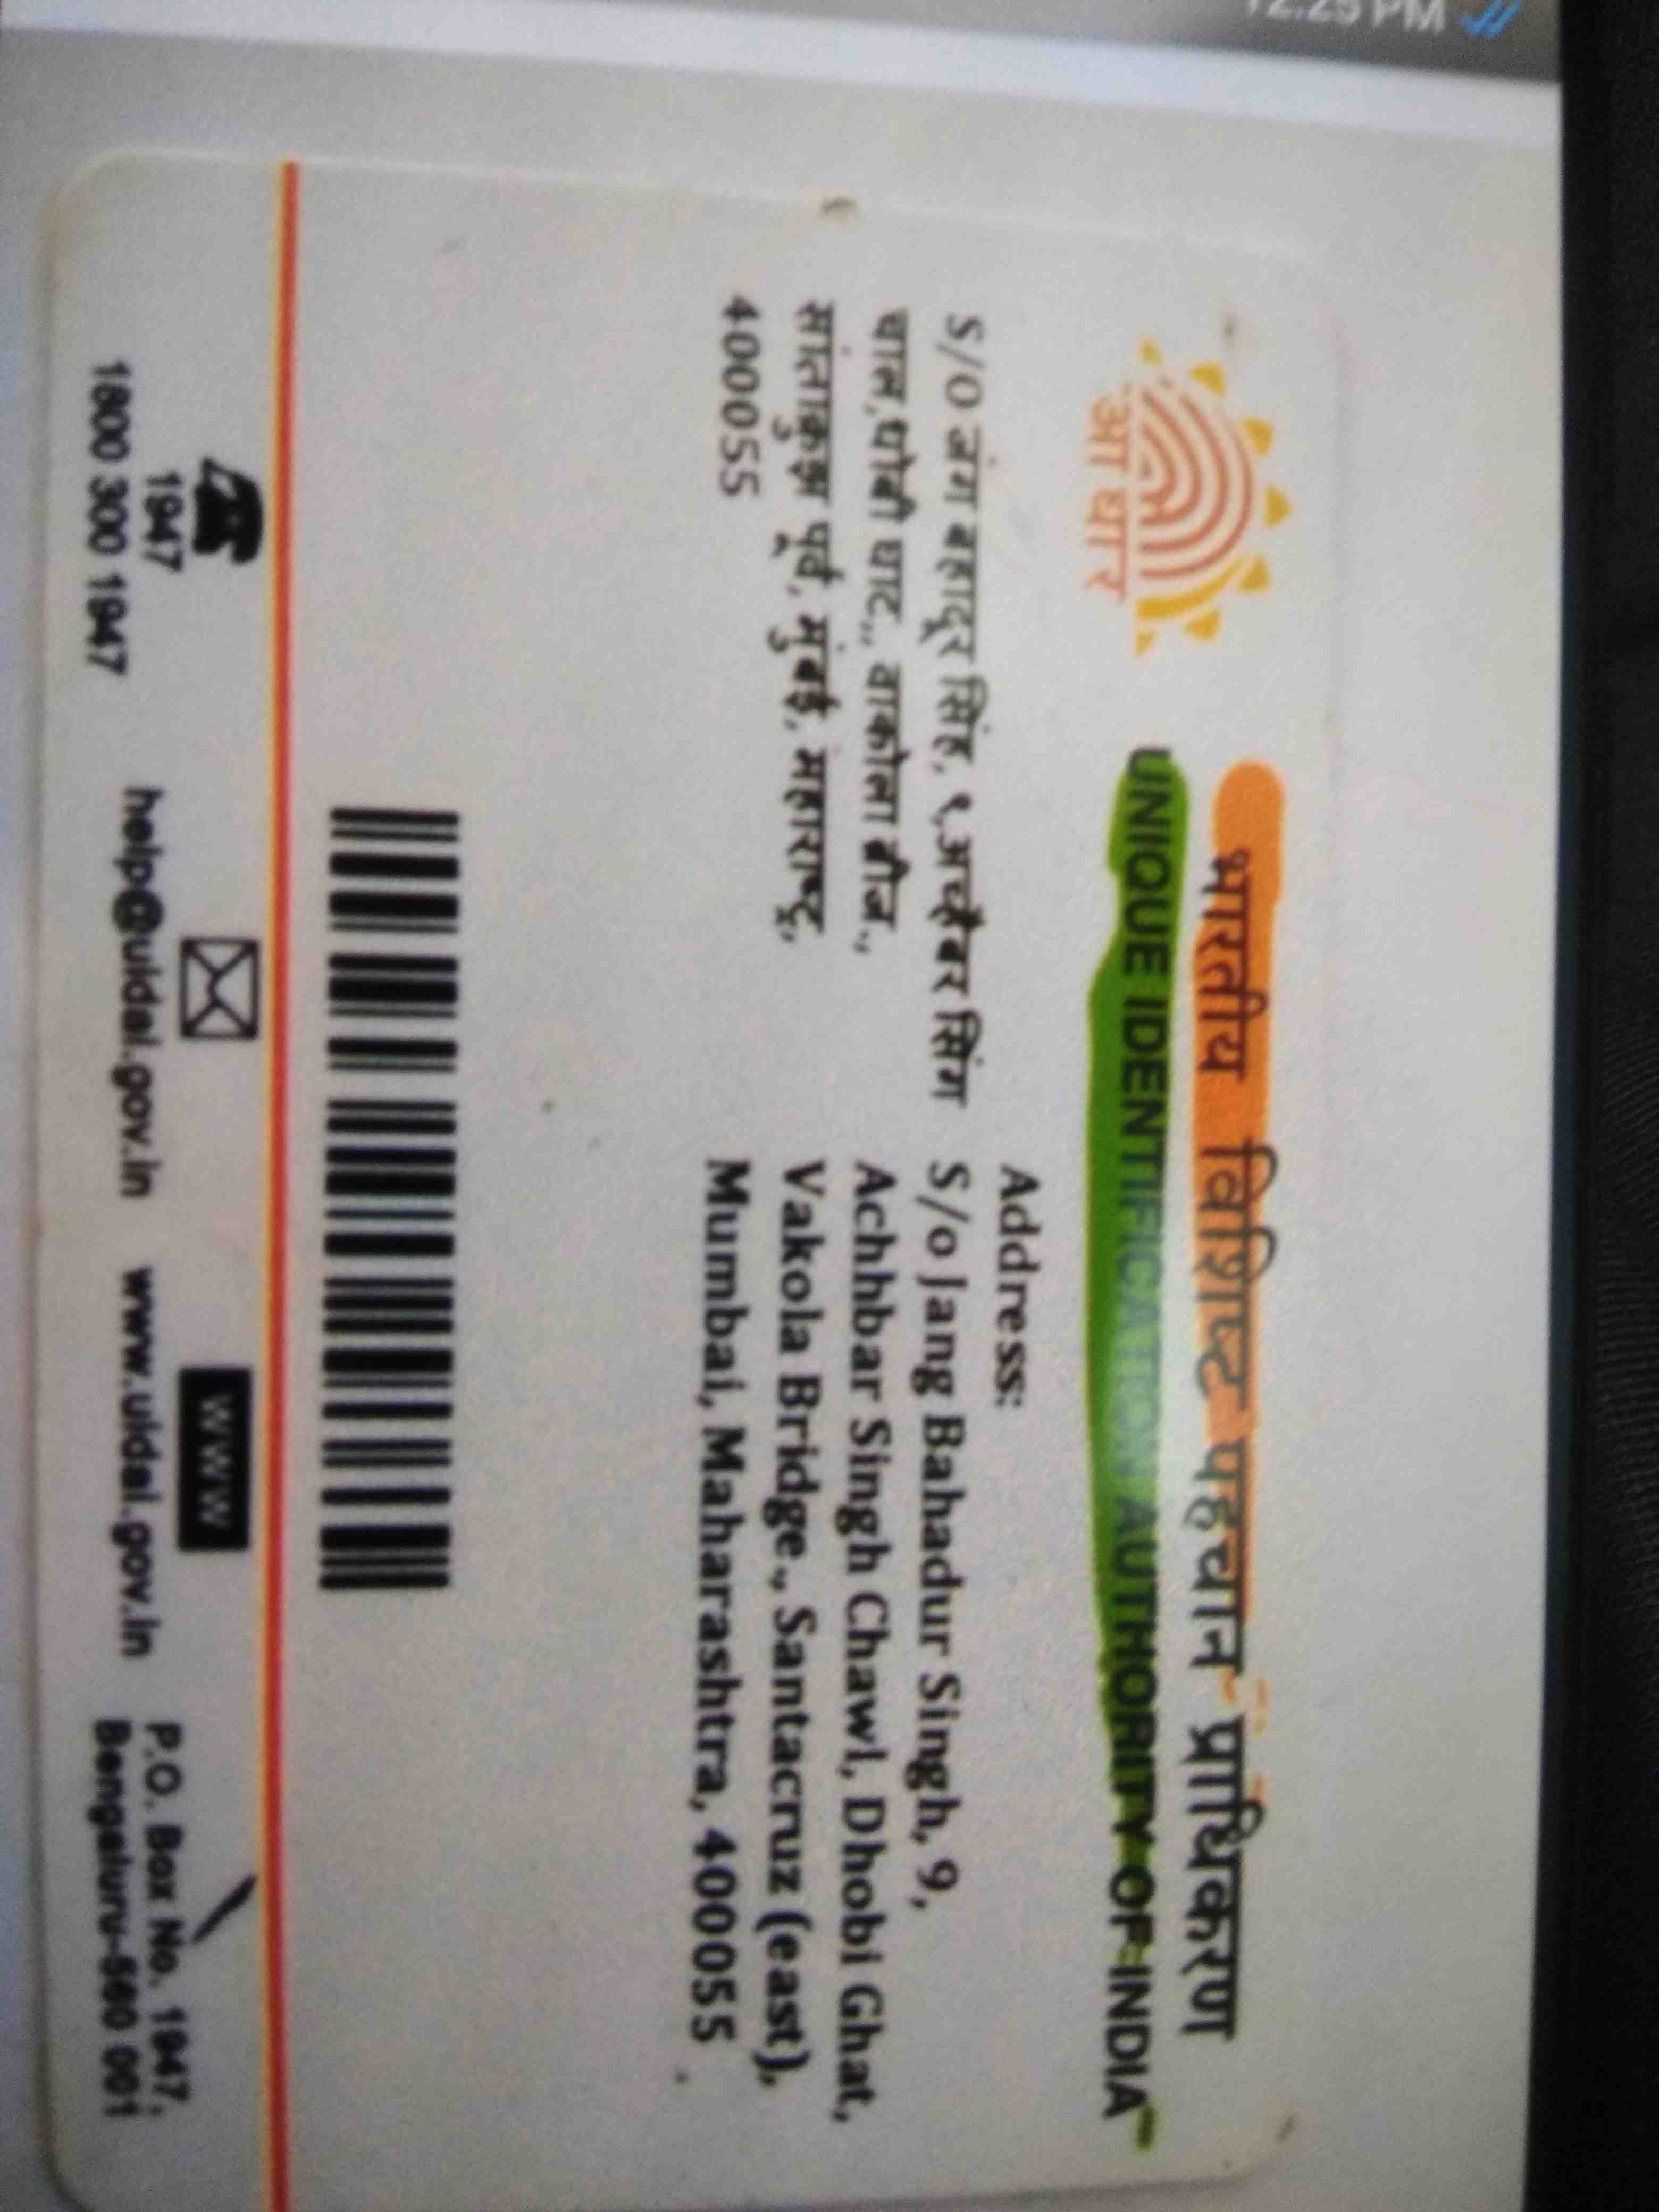 12:25 PM
भारतीय विशिष्ट पहचान प्राधिकरण
UNIQUE IDENTIFICATION AUTHORITY OF INDIA
आधार
Address:
S/O जंग बहादूर सिंह, ९,अच्हैबर सिंग
चाल,धोबी घाट,, वाकोला ब्रीज.,
सांताक्रुझ पूर्व, मुंबई, महाराष्ट्र,
400055
S/o Jang Bahadur Singh, 9,
Achhbar Singh Chawl, Dhobi Ghat,
Vakola Bridge., Santacruz (east),
Mumbai, Maharashtra, 400055
1947
1800 300 1947
help@uidai.gov.in
WWW
www.uidai.gov.in
P.O. Box No. 1947,
Bengaluru-560 001